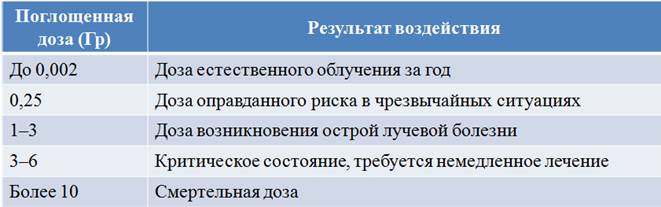 Поглощенная
доза (Гр)
Результат воздействия
До 0,002
Доза естественного облучения за год
0,25
Доза оправданного риска в чрезвычайных ситуациях
1–3
Доза возникновения острой лучевой болезни
3–6
Критическое состояние, требуется немедленное лечение
Более 10
Смертельная доза